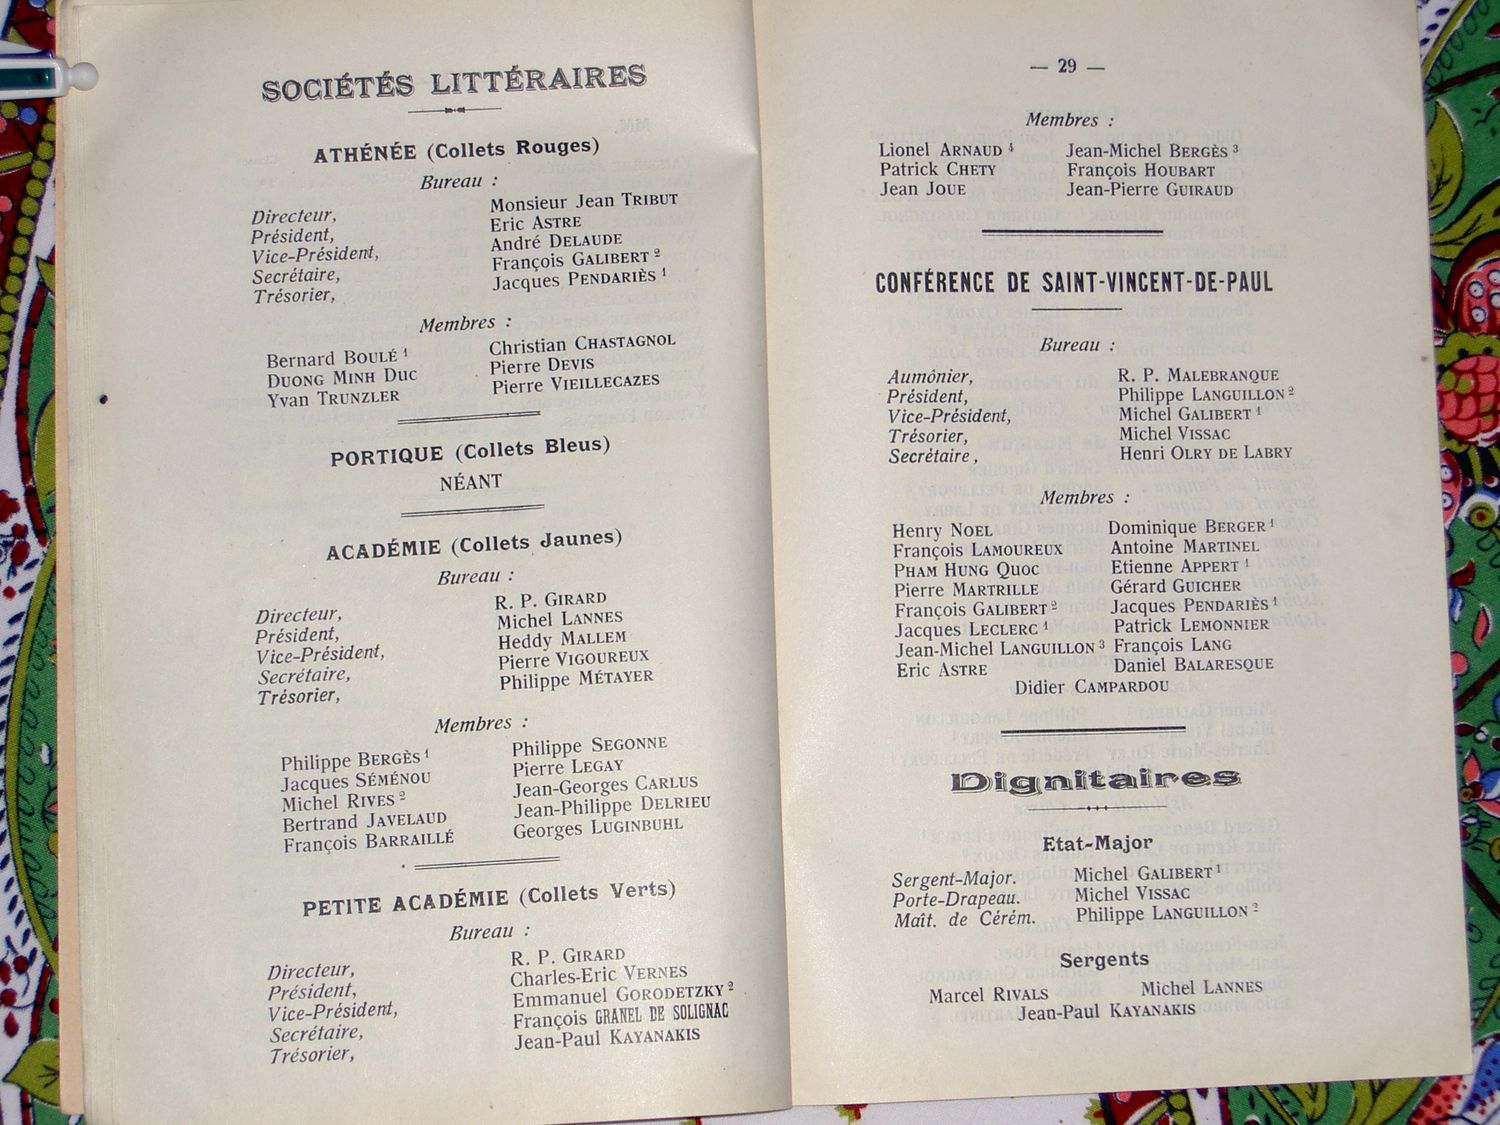 SOCIÉTÉS LITTÉRAIRES
ATHÉNÉE (Collets Rouges)
Bureau :
Directeur, Monsieur Jean TRIBUT
Président, Eric ASTRE
Vice-Président, André DELAUDE
Secrétaire, François GALIBERT ²
Trésorier, Jacques PENDARIÈS ¹
Membres :
Bernard BOULÉ ¹ Christian CHASTAGNOL
DUONG MINH DUC Pierre DEVIS
Yvan TRUNZLER Pierre VIEILLECAZES
PORTIQUE (Collets Bleus)
NÉANT
ACADÉMIE (Collets Jaunes)
Bureau :
Directeur, R. P. GIRARD
Président, Michel LANNES
Vice-Président, Heddy MALLEM
Secrétaire, Pierre VIGOUREUX
Trésorier, Philippe MÉTAYER
Membres :
Philippe BERGÈS ¹ Philippe SEGONNE
Jacques SÉMÉNOU Pierre LEGAY
Michel RIVES ² Jean-Georges CARLUS
Bertrand JAVELAUD Jean-Philippe DELRIEU
François BARRAILLÉ Georges LUGINBUHL
PETITE ACADÉMIE (Collets Verts)
Bureau :
Directeur, R. P. GIRARD
Président, Charles-Eric VERNES
Vice-Président, Emmanuel GORODETZKY ²
Secrétaire, François GRANEL DE SOLIGNAC
Trésorier, Jean-Paul KAYANAKIS
— 29 —
Membres :
Lionel ARNAUD ⁴ Jean-Michel BERGÈS ³
Patrick CHETY François HOUBART
Jean JOUE Jean-Pierre GUIRAUD
CONFÉRENCE DE SAINT-VINCENT-DE-PAUL
Bureau :
Aumônier, R. P. MALEBRANQUE
Président, Philippe LANGUILLON ²
Vice-Président, Michel GALIBERT ¹
Trésorier, Michel VISSAC
Secrétaire, Henri OLRY DE LABRY
Membres :
Henry NOEL Dominique BERGER ¹
François LAMOUREUX Antoine MARTINEL
PHAM HUNG QUOC Etienne APPERT ¹
Pierre MARTRILLE Gérard GUICHER
François GALIBERT ² Jacques PENDARIÈS ¹
Jacques LECLERC ¹ Patrick LEMONNIER
Jean-Michel LANGUILLON ³ François LANG
Eric ASTRE Daniel BALARESQUE
Didier CAMPARDOU
Dignitaires
Etat-Major
Sergent-Major. Michel GALIBERT ¹
Porte-Drapeau. Michel VISSAC
Maît. de Cérém. Philippe LANGUILLON ²
Sergents
Marcel RIVALS Michel LANNES
Jean-Paul KAYANAKIS